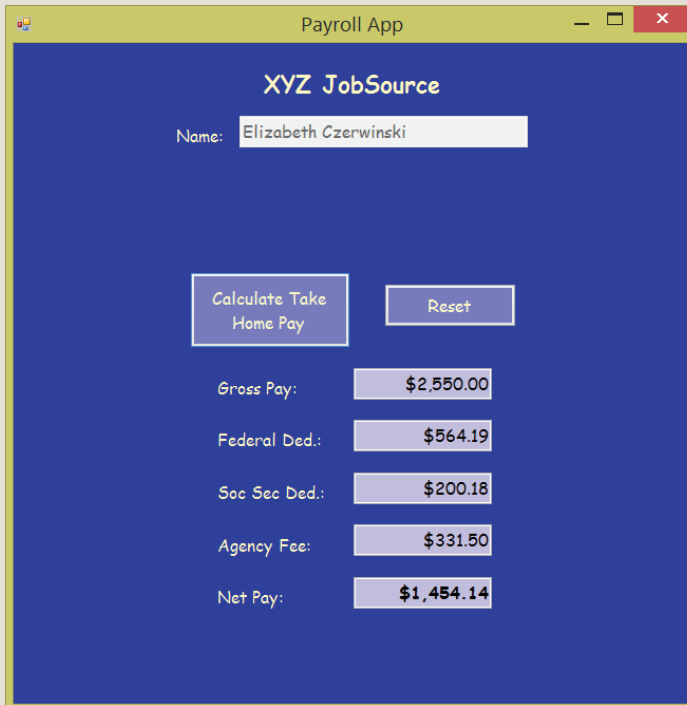 Payroll App
XYZ JobSource
Name: Elizabeth Czerwinski
Calculate Take
Home Pay
Reset
Gross Pay: $2,550.00
Federal Ded.: $564.19
Soc Sec Ded.: $200.18
Agency Fee: $331.50
Net Pay: $1,454.14